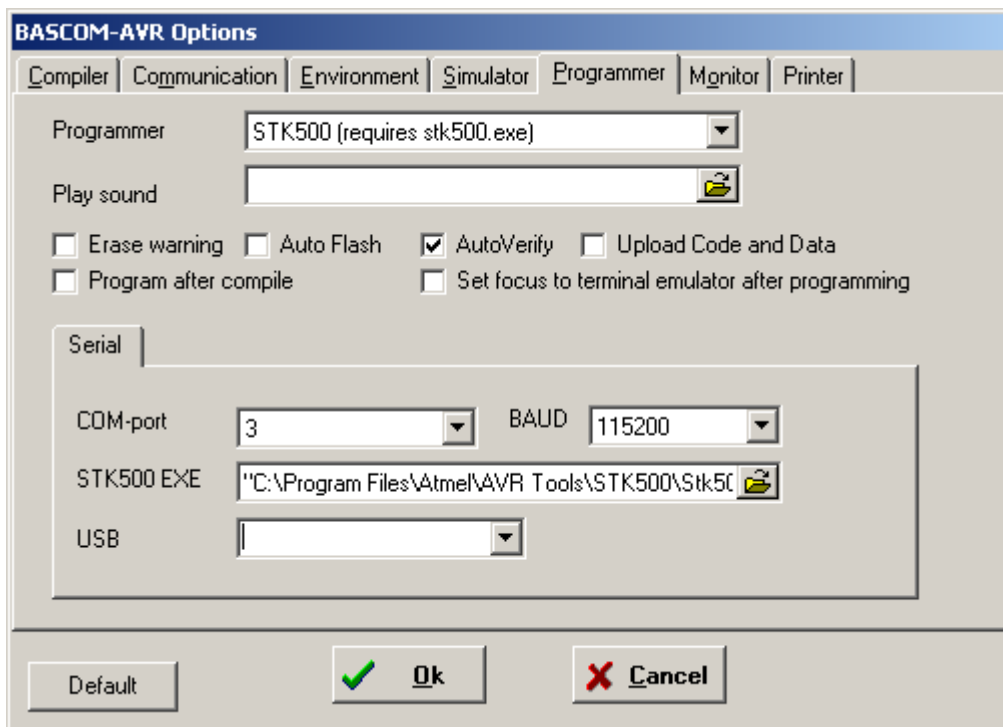 BASCOM-AVR Options
Compiler Communication Environment Simulator Programmer Monitor Printer
Programmer STK500 (requires stk500.exe)
Play sound
Erase warning Auto Flash AutoVerify Upload Code and Data
Program after compile Set focus to terminal emulator after programming
Serial
COM-port 3 BAUD 115200
STK500 EXE "C:\Program Files\Atmel\AVR Tools\STK500\Stk50
USB
Default Ok Cancel